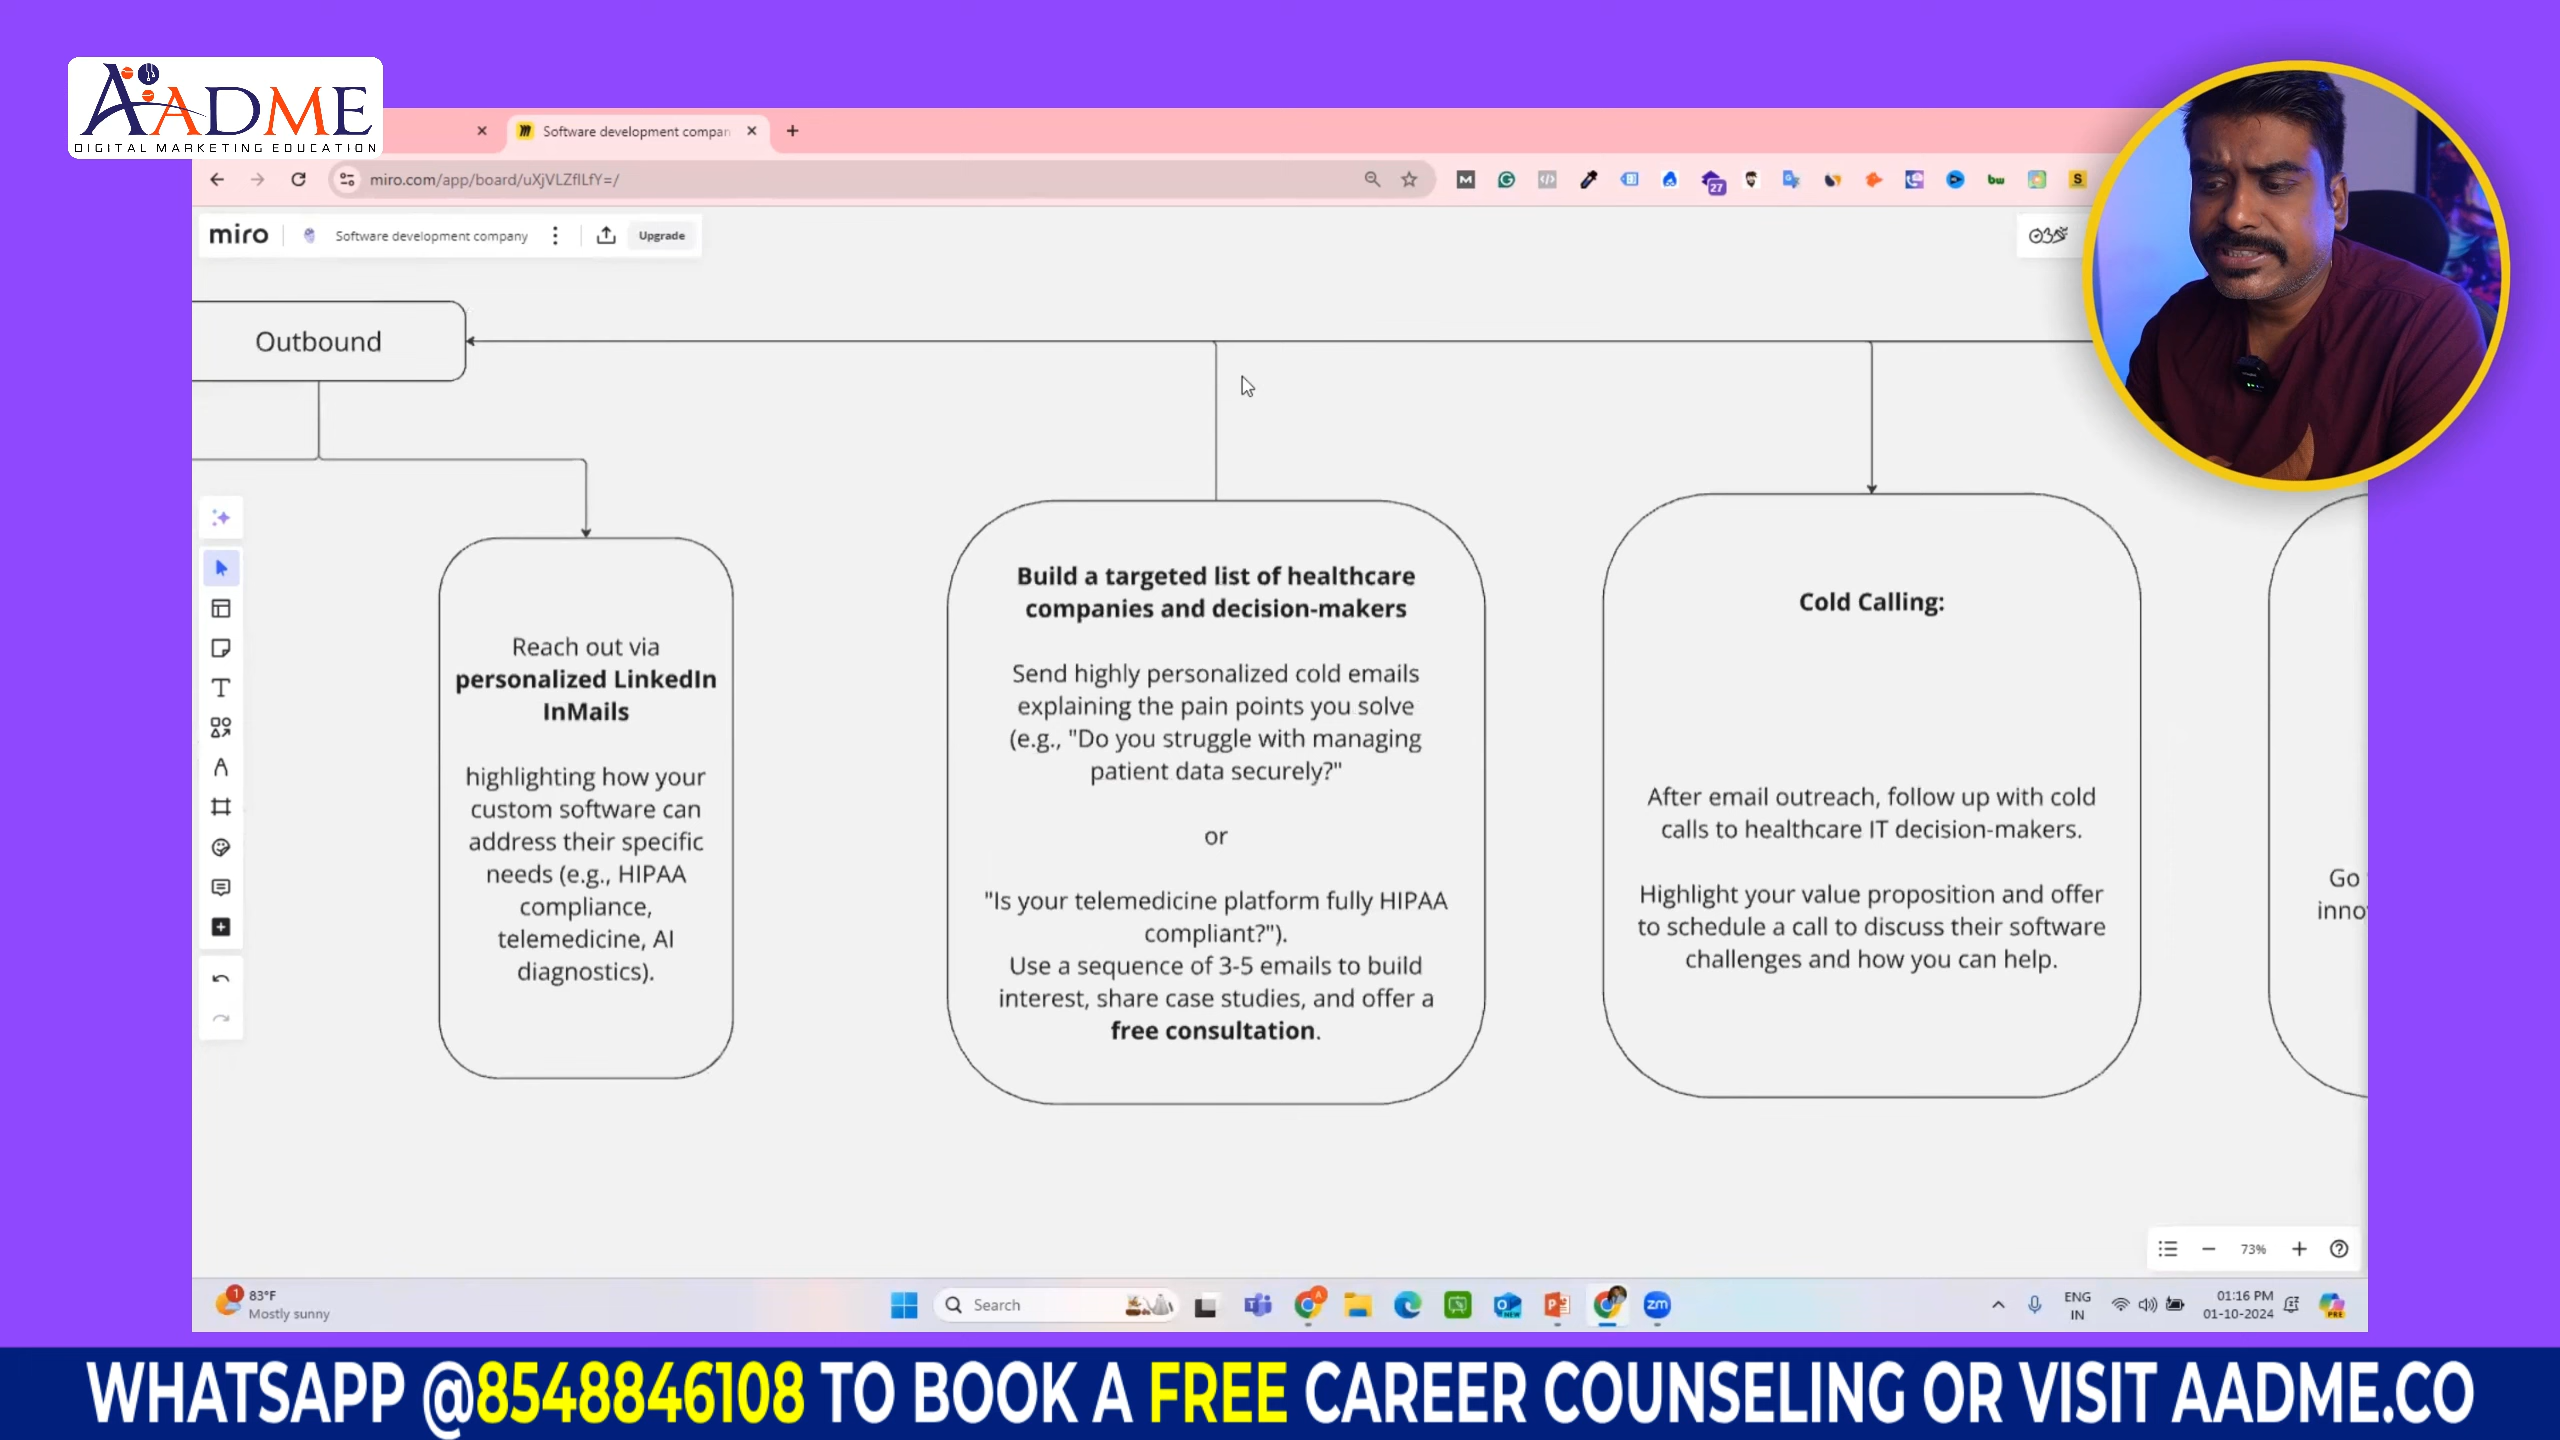 AADME
DIGITAL MARKETING EDUCATION
Software development compan
miro.com/app/board/uXjVLZflLfY=/
27
bw
S
miro
Software development company
Upgrade
Outbound
Reach out via
personalized LinkedIn
InMails
highlighting how your
custom software can
address their specific
needs (e.g., HIPAA
compliance,
telemedicine, AI
diagnostics).
Build a targeted list of healthcare
companies and decision-makers
Send highly personalized cold emails
explaining the pain points you solve
(e.g., "Do you struggle with managing
patient data securely?"
or
"Is your telemedicine platform fully HIPAA
compliant?").
Use a sequence of 3-5 emails to build
interest, share case studies, and offer a
free consultation.
Cold Calling:
After email outreach, follow up with cold
calls to healthcare IT decision-makers.
Highlight your value proposition and offer
to schedule a call to discuss their software
challenges and how you can help.
Go
inno
73%
1
83°F
Mostly sunny
Search
zm
ENG
IN
01:16 PM
01-10-2024
WHATSAPP @8548846108 TO BOOK A FREE CAREER COUNSELING OR VISIT AADME.CO